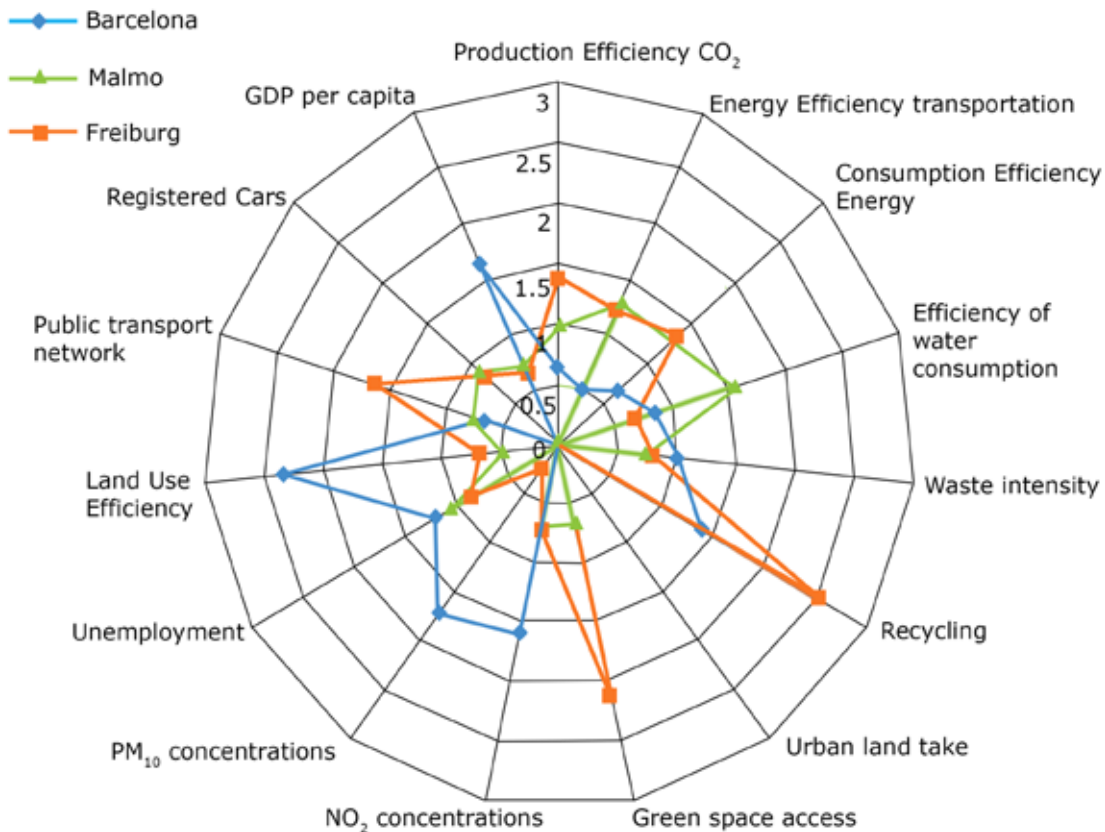 Barcelona
Malmo
Freiburg
Production Efficiency CO₂
Energy Efficiency transportation
Consumption Efficiency
Energy
Efficiency of
water
consumption
Waste intensity
Recycling
Urban land take
Green space access
NO₂ concentrations
PM₁₀ concentrations
Unemployment
Land Use
Efficiency
Public transport
network
Registered Cars
GDP per capita
3
2.5
2
1.5
1
0.5
0